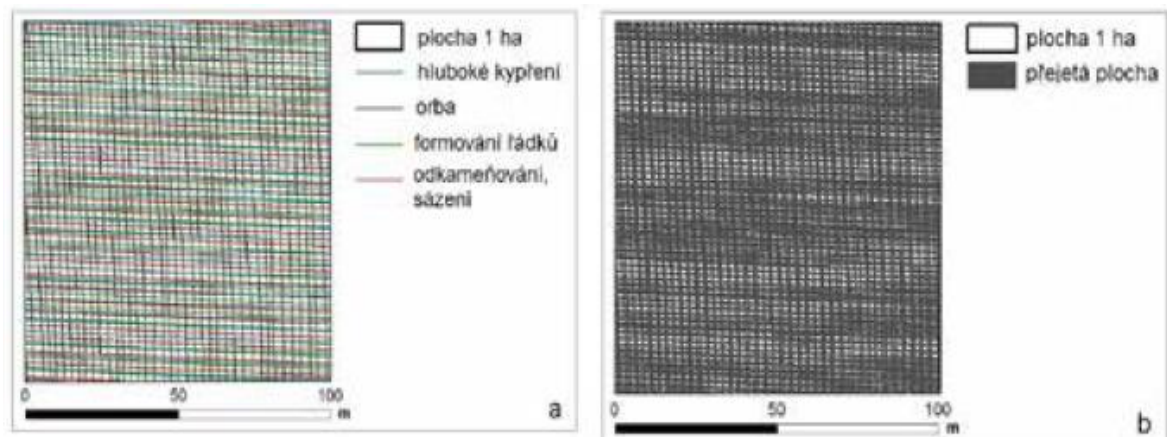 plocha 1 ha
hluboké kypření
orba
formování řádků
odkameňování,
sázení
0 50 100
m
a
plocha 1 ha
přejetá plocha
0 50 100
m
b